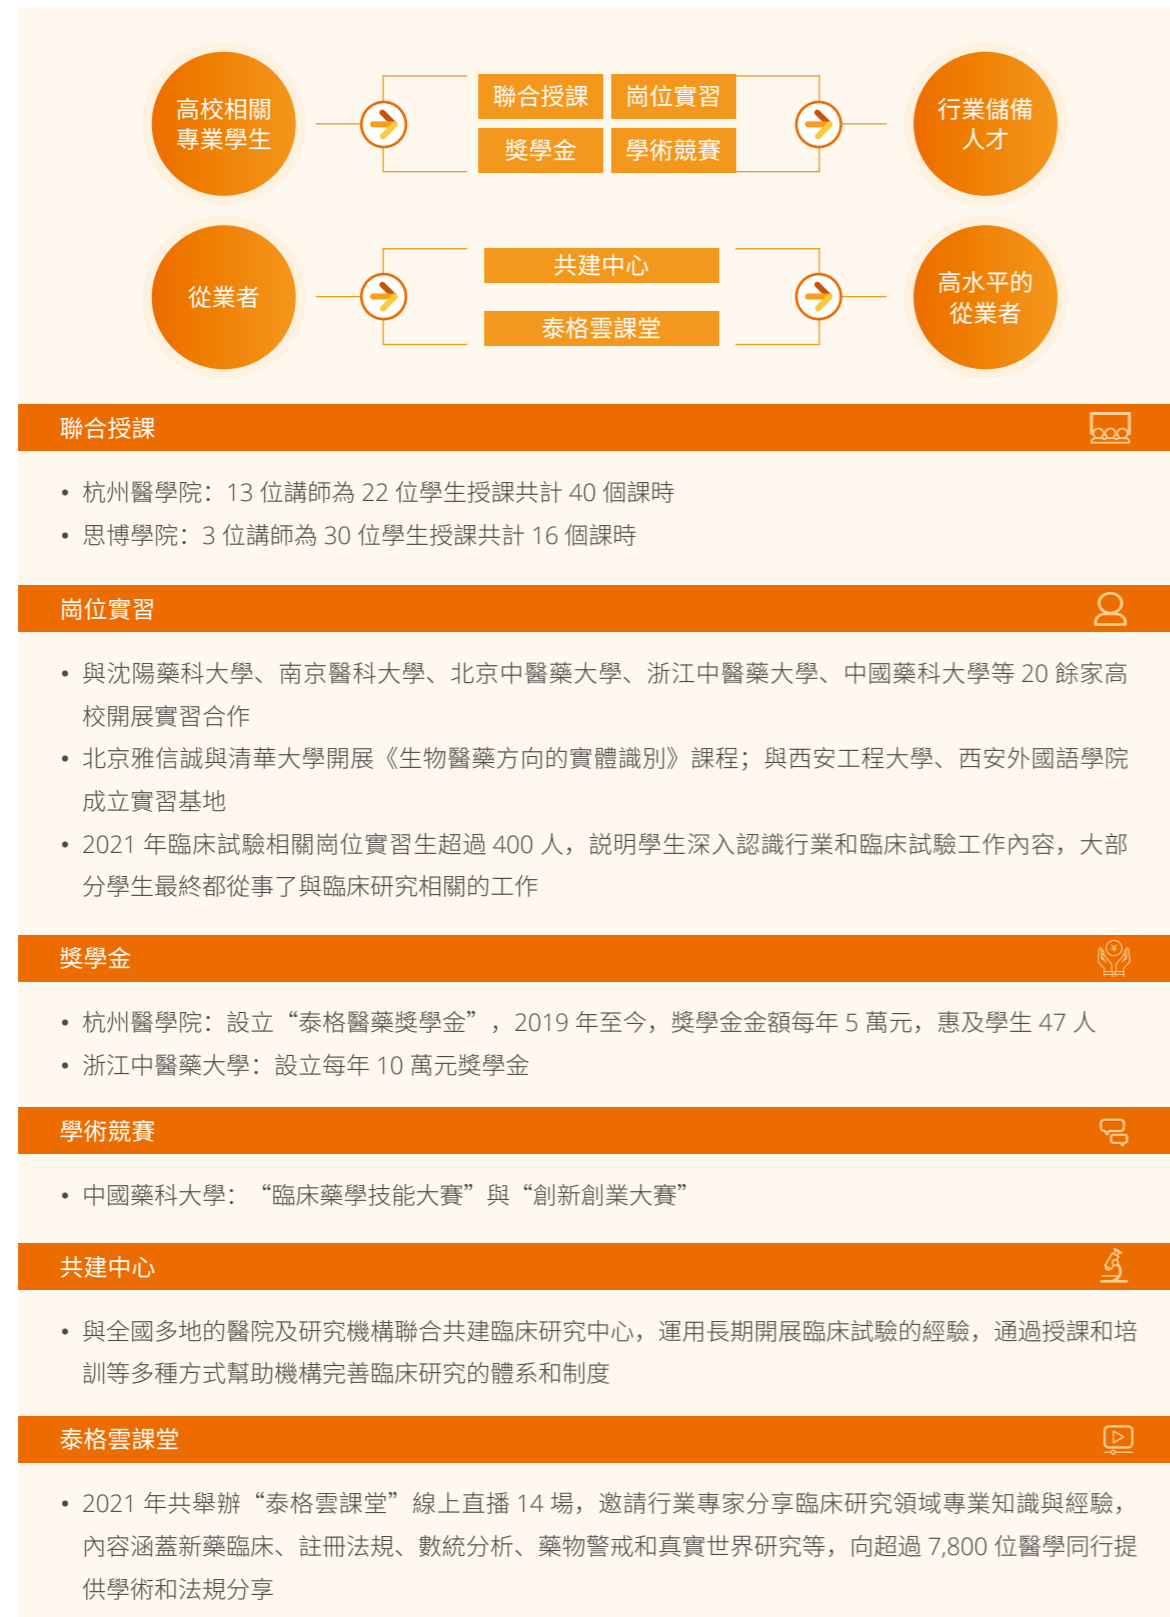 高校相關
專業學生
聯合授課
崗位實習
獎學金
學術競賽
行業儲備
人才
從業者
共建中心
泰格雲課堂
高水平的
從業者
聯合授課
• 杭州醫學院：13 位講師為 22 位學生授課共計 40 個課時
• 思博學院：3 位講師為 30 位學生授課共計 16 個課時
崗位實習
• 與沈陽藥科大學、南京醫科大學、北京中醫藥大學、浙江中醫藥大學、中國藥科大學等 20 餘家高
校開展實習合作
• 北京雅信誠與清華大學開展《生物醫藥方向的實體識別》課程；與西安工程大學、西安外國語學院
成立實習基地
• 2021 年臨床試驗相關崗位實習生超過 400 人，説明學生深入認識行業和臨床試驗工作內容，大部
分學生最終都從事了與臨床研究相關的工作
獎學金
• 杭州醫學院：設立“泰格醫藥獎學金”，2019 年至今，獎學金金額每年 5 萬元，惠及學生 47 人
• 浙江中醫藥大學：設立每年 10 萬元獎學金
學術競賽
• 中國藥科大學：“臨床藥學技能大賽”與“創新創業大賽”
共建中心
• 與全國多地的醫院及研究機構聯合共建臨床研究中心，運用長期開展臨床試驗的經驗，通過授課和培
訓等多種方式幫助機構完善臨床研究的體系和制度
泰格雲課堂
• 2021 年共舉辦“泰格雲課堂”線上直播 14 場，邀請行業專家分享臨床研究領域專業知識與經驗，
內容涵蓋新藥臨床、註冊法規、數統分析、藥物警戒和真實世界研究等，向超過 7,800 位醫學同行提
供學術和法規分享